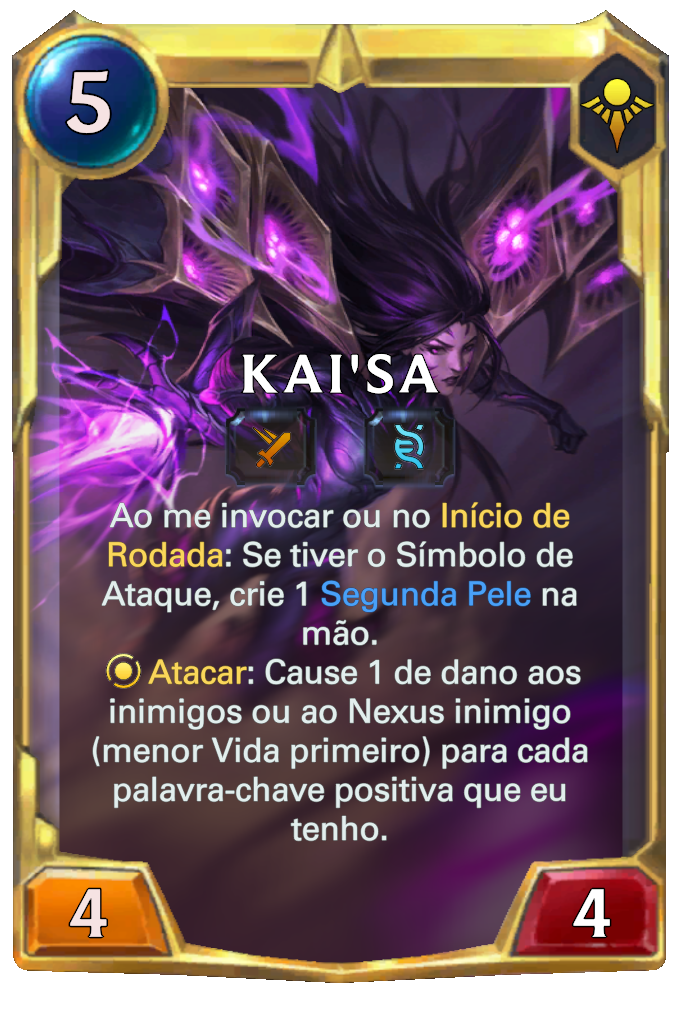 5
KAI'SA
Ao me invocar ou no Início de
Rodada: Se tiver o Símbolo de
Ataque, crie 1 Segunda Pele na
mão.
Atacar: Cause 1 de dano aos
inimigos ou ao Nexus inimigo
(menor Vida primeiro) para cada
palavra-chave positiva que eu
tenho.
4
4